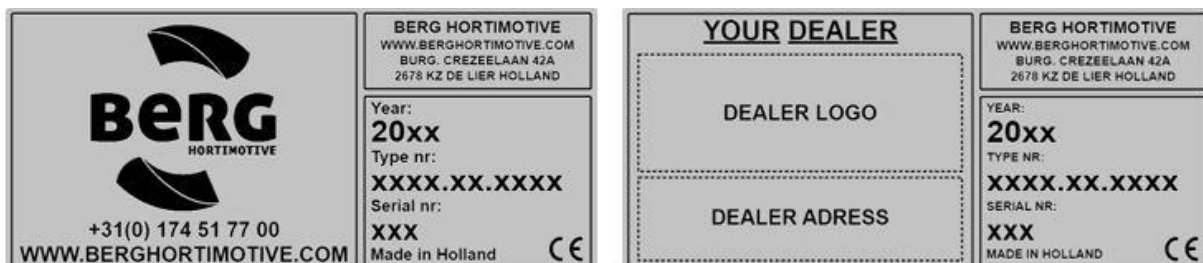 BERG
HORTIMOTIVE
+31(0) 174 51 77 00
WWW.BERGHORTIMOTIVE.COM
BERG HORTIMOTIVE
WWW.BERGHORTIMOTIVE.COM
BURG. CREZEELAAN 42A
2678 KZ DE LIER HOLLAND
Year:
20xx
Type nr:
xxxx.xx.xxxx
Serial nr:
xxx
Made in Holland CE
YOUR DEALER
DEALER LOGO
DEALER ADRESS
BERG HORTIMOTIVE
WWW.BERGHORTIMOTIVE.COM
BURG. CREZEELAAN 42A
2678 KZ DE LIER HOLLAND
YEAR:
20xx
TYPE NR:
xxxx.xx.xxxx
SERIAL NR:
xxx
MADE IN HOLLAND CE